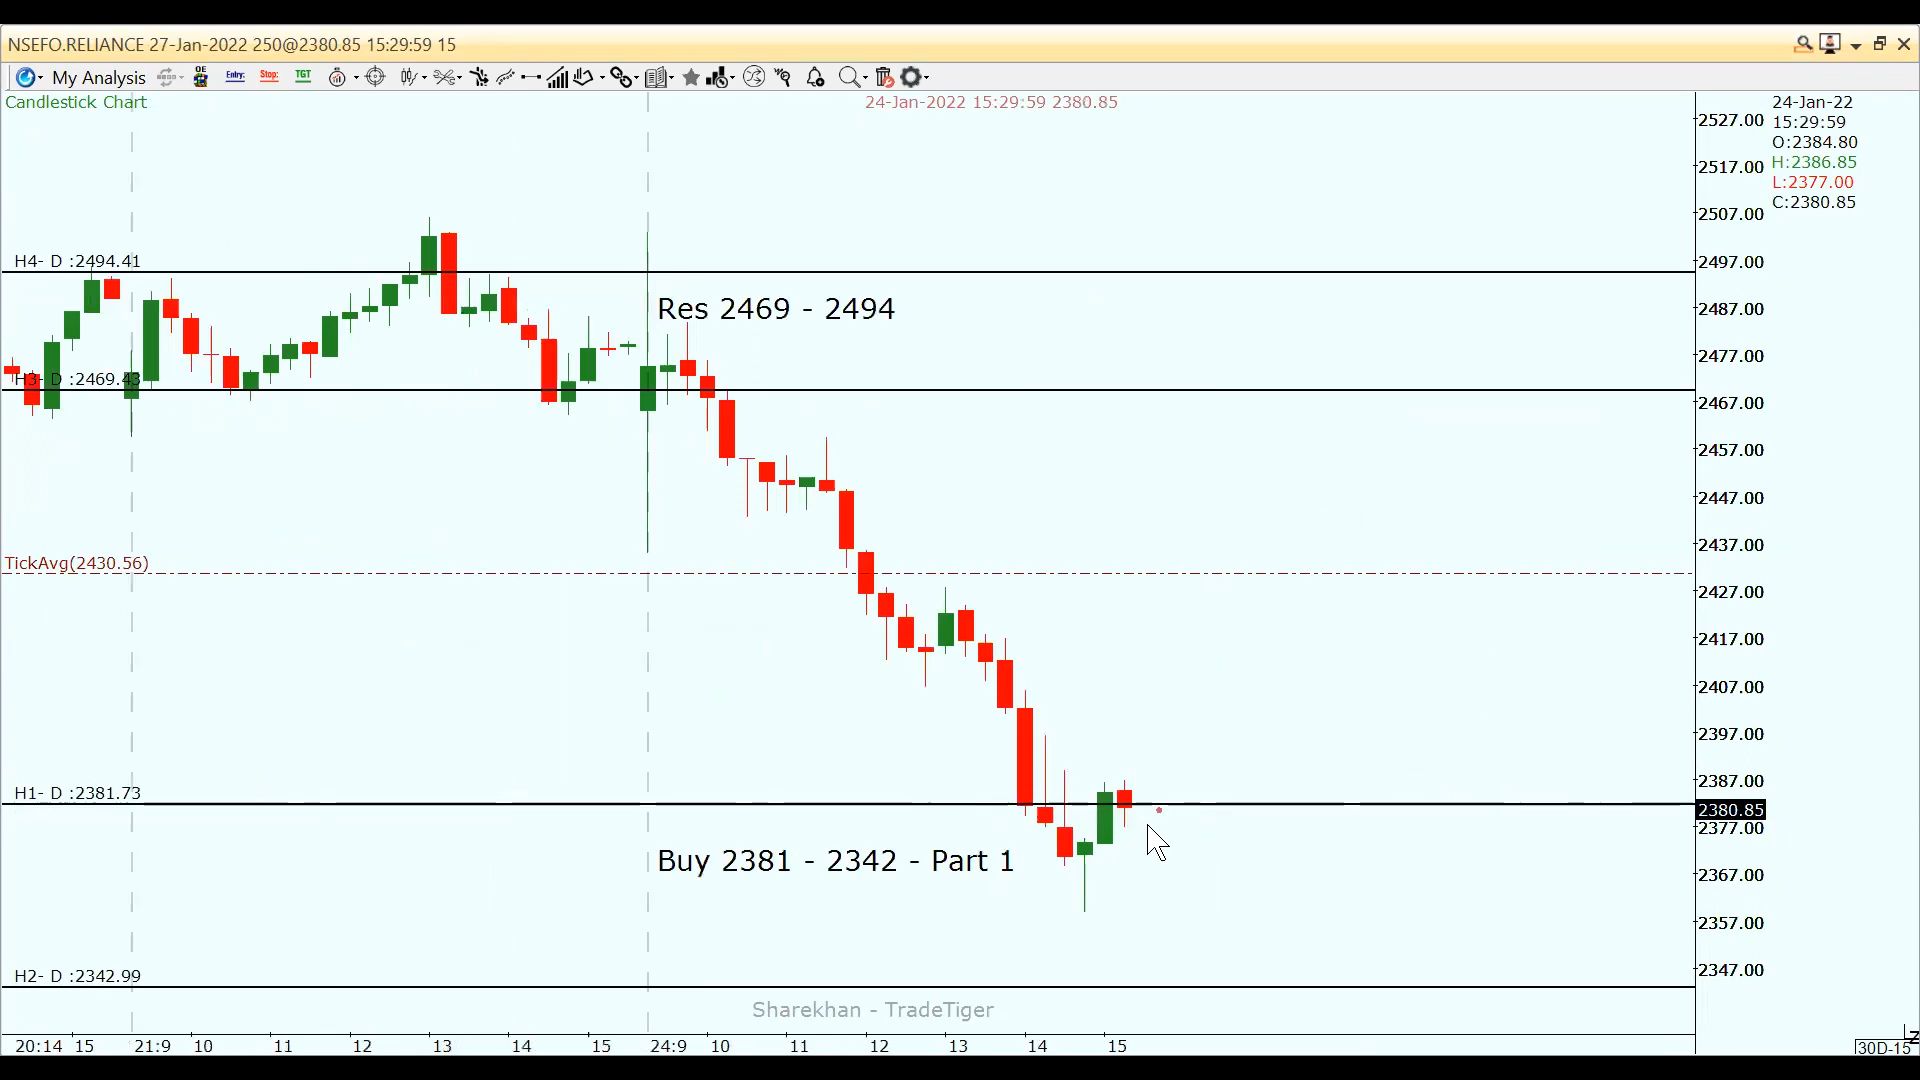 NSEFO.RELIANCE 27-Jan-2022 250@2380.85 15:29:59 15
My Analysis OE Entry: Stop: TGT
Candlestick Chart
24-Jan-2022 15:29:59 2380.85
24-Jan-22
15:29:59
O:2384.80
H:2386.85
L:2377.00
C:2380.85
2527.00
2517.00
2507.00
2497.00
2487.00
2477.00
2467.00
2457.00
2447.00
2437.00
2427.00
2417.00
2407.00
2397.00
2387.00
2380.85
2377.00
2367.00
2357.00
2347.00
H4- D :2494.41
Res 2469 - 2494
H3- D :2469.43
TickAvg(2430.56)
H1- D :2381.73
Buy 2381 - 2342 - Part 1
H2- D :2342.99
Sharekhan - TradeTiger
20:14 15 21:9 10 11 12 13 14 15 24:9 10 11 12 13 14 15
30D-15